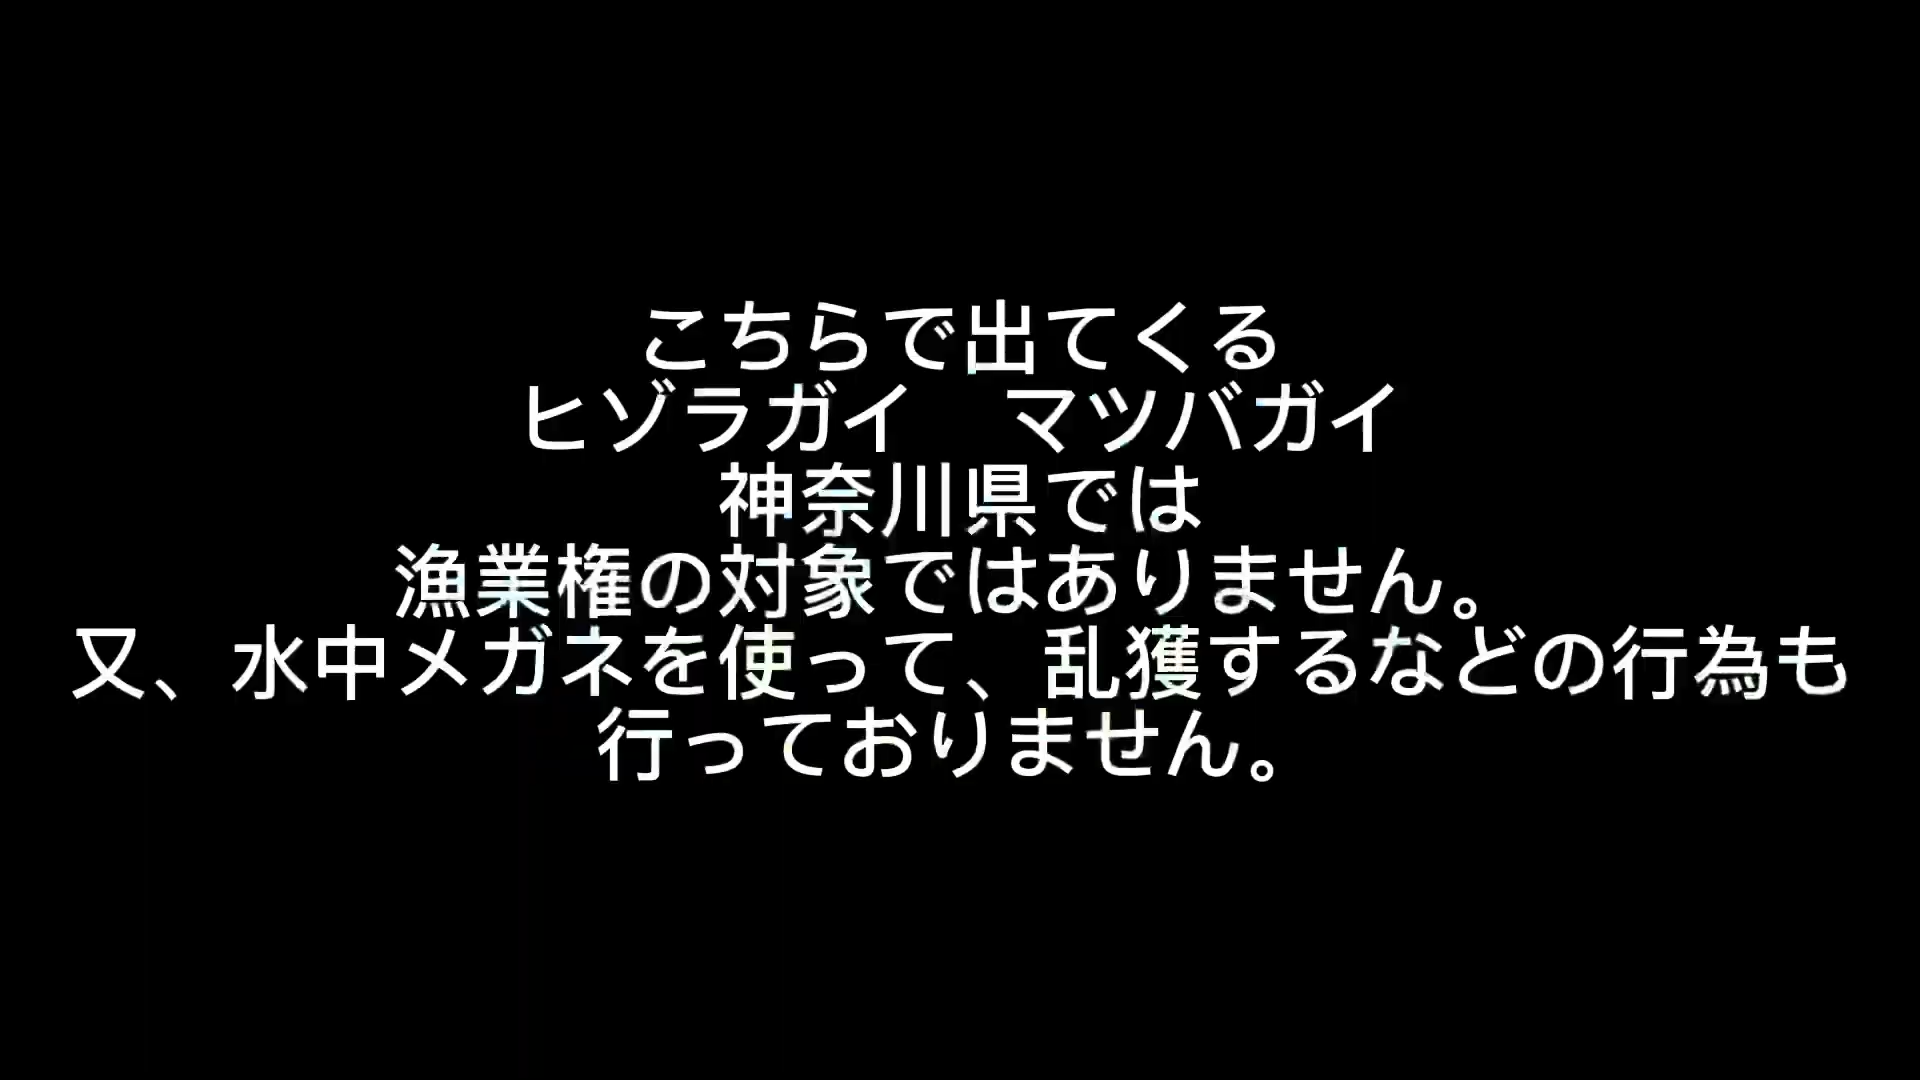 こちらで出てくる
ヒゾラガイ　マツバガイ
神奈川県では
漁業権の対象ではありません。
又、水中メガネを使って、乱獲するなどの行為も
行っておりません。